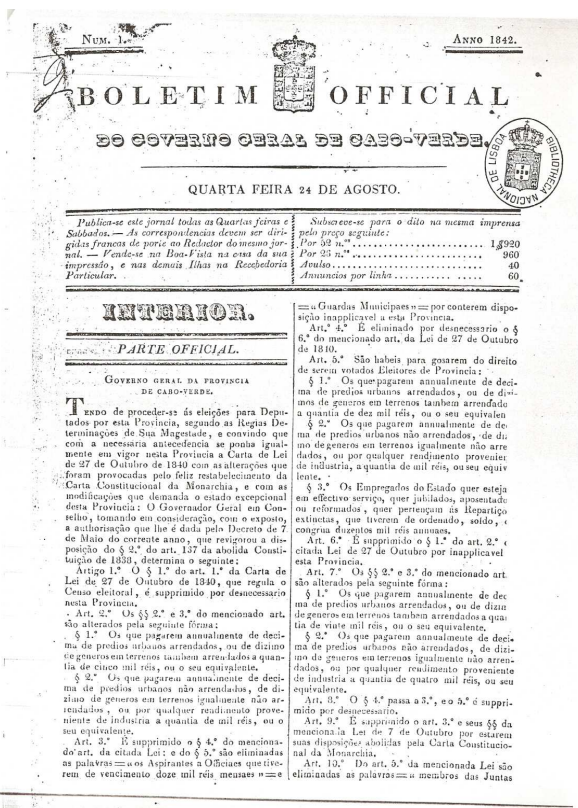 NUM. 1.
ANNO 1842.
BOLETIM OFFICIAL
DO GOVERNO GERAL DE CABO-VERDE.
BIBLIOTHECA NACIONAL DE LISBOA
QUARTA FEIRA 24 DE AGOSTO.
Publica-se este jornal todas as Quartas feiras e
Sabbados. — As correspondencias devem ser diri-
gidas francas de porte ao Redactor do mesmo jor-
nal. — Vende-se na Boa-Vista na casa da sua
impressão, e nas demais Ilhas na Recebedoria
Particular.
Subscreve-se para o dito na mesma imprensa
pelo preço seguinte:
Por 52 n.os .......................... 1$920
Por 26 n.os .......................... 960
Avulso .............................. 40
Annuncios por linha .................. 60
INTERIOR.
PARTE OFFICIAL.
GOVERNO GERAL DA PROVINCIA
DE CABO-VERDE.
TENDO de proceder-se ás eleições para Depu-
tados por esta Provincia, segundo as Regias De-
terminações de Sua Magestade, e convindo que
com a necessaria antecedencia se ponha igual-
mente em vigor nesta Provincia a Carta de Lei
de 27 de Outubro de 1840 com as alterações que
foram provocadas pelo feliz restabelecimento da
Carta Constitucional da Monarchia, e com as
modificações que demanda o estado excepcional
desta Provincia: O Governador Geral em Con-
selho, tomando em consideração, com o exposto,
a authorisação que lhe é dada pelo Decreto de 7
de Maio do corrente anno, que revigorou a dis-
posição do § 2.° do art. 137 da abolida Consti-
tuição de 1838, determina o seguinte:
Artigo 1.° O § 1.° do art. 1.° da Carta de
Lei de 27 de Outubro de 1840, que regula o
Censo eleitoral, é supprimido por desnecessario
nesta Provincia.
Art. 2.° Os §§ 2.° e 3.° do mencionado art.
são alterados pela seguinte fórma:
§ 1.° Os que pagarem annualmente de deci-
ma de predios urbanos arrendados, ou de dizimo
de generos em terrenos tambem arrendados a quan-
tia de cinco mil réis, ou o seu equivalente.
§ 2.° Os que pagarem annualmente de deci-
ma de predios urbanos não arrendados, de di-
zimo de generos em terrenos igualmente não ar-
rendados, ou por qualquer rendimento prove-
niente de industria a quantia de mil réis, ou o
seu equivalente.
Art. 3.° É supprimido o § 4.° do menciona-
do art. da citada Lei: e do § 5.° são eliminadas
as palavras = « os Aspirantes a Officiaes que tive-
rem de vencimento doze mil réis mensaes » = e
= « Guardas Municipaes » = por conterem dispo-
sição inapplicavel a esta Provincia.
Art.° 4.° É eliminado por desnecessario o §
6.° do mencionado art. da Lei de 27 de Outubro
de 1840.
Art. 5.° São habeis para gosarem do direito
de serem votados Eleitores de Provincia:
§ 1.° Os que pagarem annualmente de deci-
ma de predios urbanos arrendados, ou de dizi-
mos de generos em terrenos tambem arrendado
a quantia de dez mil réis, ou o seu equivalen
§ 2.° Os que pagarem annualmente de de-
ma de predios urbanos não arrendados, de di
mo de generos em terrenos igualmente não arre
dados, ou por qualquer rendimento provenier
de industria, a quantia de mil réis, ou seu equiv
lente.
§ 3.° Os Empregados do Estado quer esteja
em effectivo serviço, quer jubilados, aposentado
ou reformados, quer pertençam ás Repartiço
extinctas, que tiverem de ordenado, soldo,
congrua duzentos mil réis annuaes.
Art. 6.° É supprimido o § 1.° do art. 2.°
citada Lei de 27 de Outubro por inapplicavel
esta Provincia.
Art. 7.° Os §§ 2.° e 3.° do mencionado art
são alterados pela seguinte fórma:
§ 1.° Os que pagarem annualmente de dec
ma de predios urbanos arrendados, ou de dizin
de generos em terrenos tambem arrendados a quar
tia de vinte mil réis, ou o seu equivalente.
§ 2.° Os que pagarem annualmente de deci-
ma de predios urbanos não arrendados, ou de
dizimo de generos em terrenos igualmente não arren-
dados, ou por qualquer rendimento proveniente
de industria a quantia de quatro mil réis, ou seu
equivalente.
Art. 8.° O § 4.° passa a 3.°, e o 5.° é supri-
mido por desnecessario.
Art. 9.° É supprimido o art. 3.° e seus §§ da
mencionada Lei de 7 de Outubro por estarem
suas disposições abolidas pela Carta Constitucio-
nal da Monarchia.
Art. 10.° Do art. 5.° da mencionada Lei são
eliminadas as palavras = « membros das Juntas